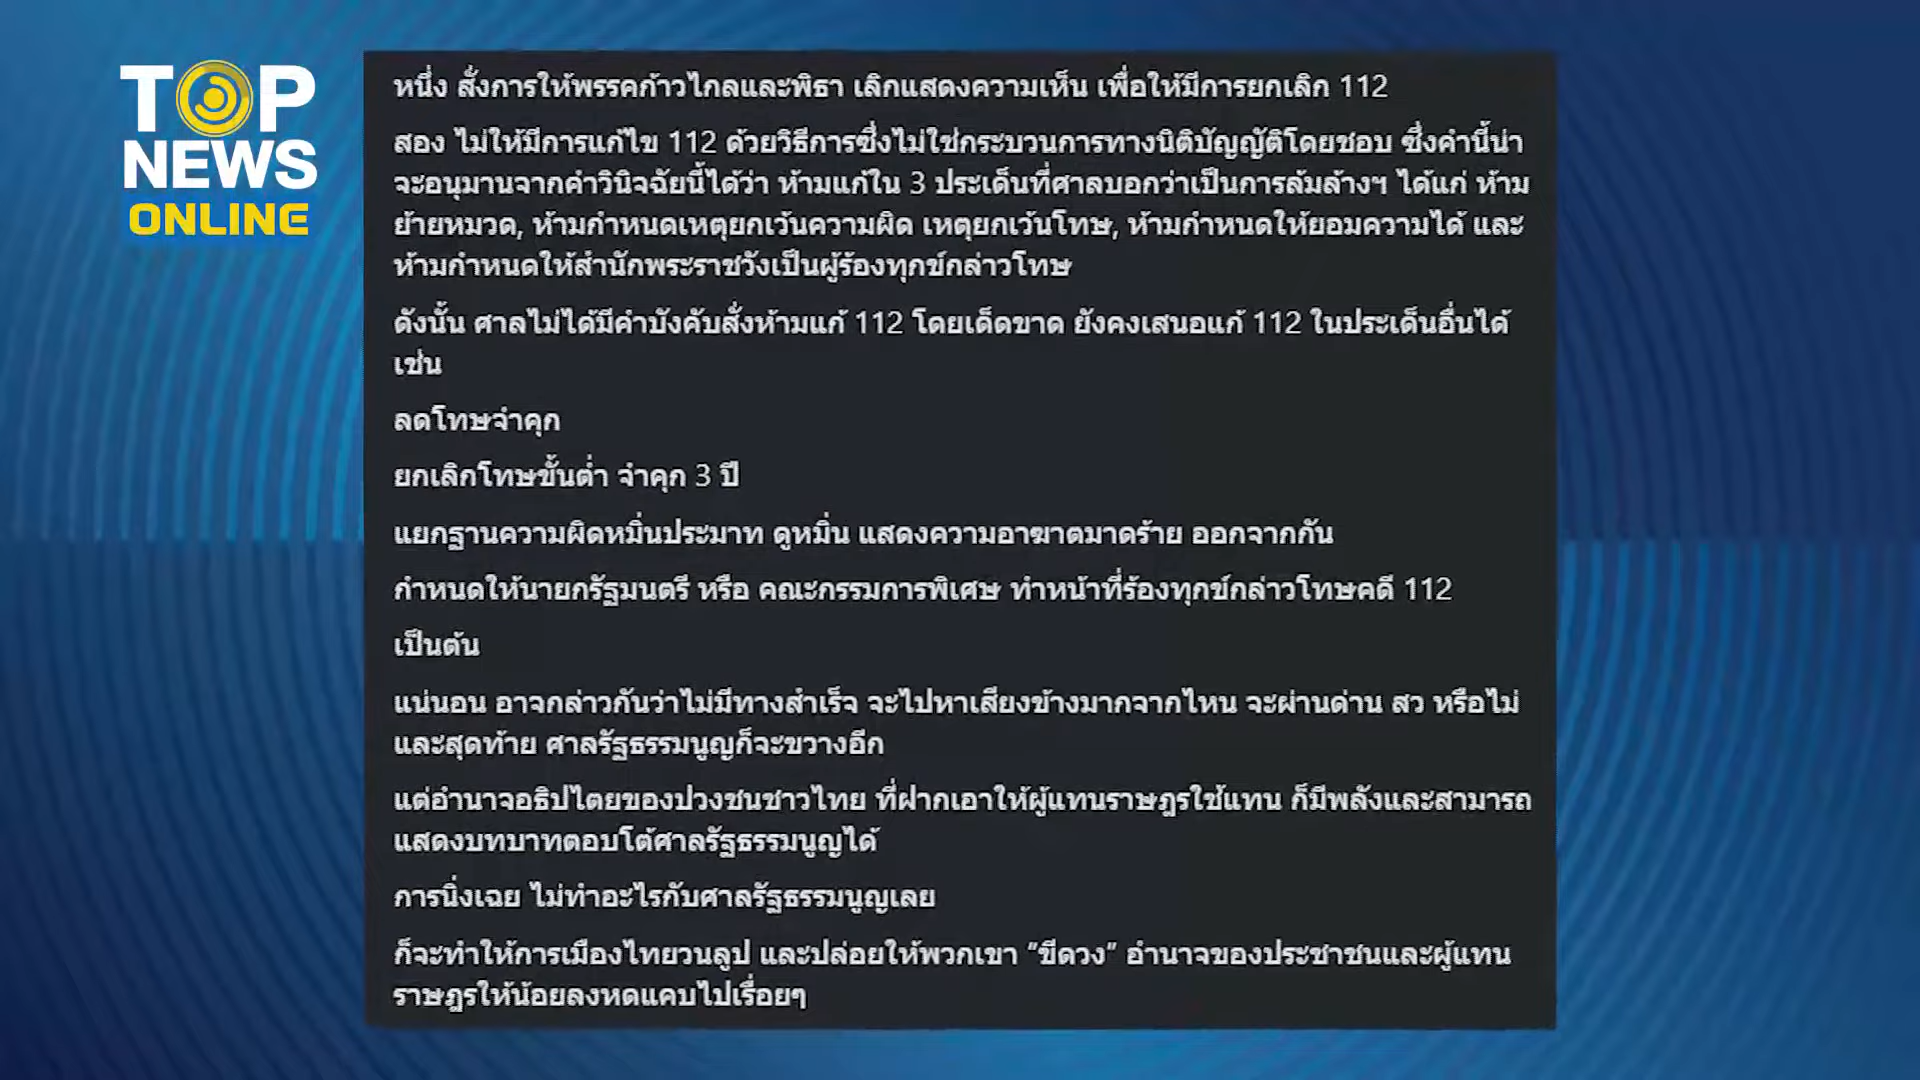 TOP
NEWS
ONLINE
หนึ่ง สั่งการให้พรรคก้าวไกลและพิธา เลิกแสดงความเห็น เพื่อให้มีการยกเลิก 112
สอง ไม่ให้มีการแก้ไข 112 ด้วยวิธีการซึ่งไม่ใช่กระบวนการทางนิติบัญญัติโดยชอบ ซึ่งคำนี้น่า
จะอนุมานจากคำวินิจฉัยนี้ได้ว่า ห้ามแก้ใน 3 ประเด็นที่ศาลบอกว่าเป็นการล้มล้างฯ ได้แก่ ห้าม
ย้ายหมวด, ห้ามกำหนดเหตุยกเว้นความผิด เหตุยกเว้นโทษ, ห้ามกำหนดให้ยอมความได้ และ
ห้ามกำหนดให้สำนักพระราชวังเป็นผู้ร้องทุกข์กล่าวโทษ
ดังนั้น ศาลไม่ได้มีคำบังคับสั่งห้ามแก้ 112 โดยเด็ดขาด ยังคงเสนอแก้ 112 ในประเด็นอื่นได้
เช่น
ลดโทษจำคุก
ยกเลิกโทษขั้นต่ำ จำคุก 3 ปี
แยกฐานความผิดหมิ่นประมาท ดูหมิ่น แสดงความอาฆาตมาดร้าย ออกจากกัน
กำหนดให้นายกรัฐมนตรี หรือ คณะกรรมการพิเศษ ทำหน้าที่ร้องทุกข์กล่าวโทษคดี 112
เป็นต้น
แน่นอน อาจกล่าวกันว่าไม่มีทางสำเร็จ จะไปหาเสียงข้างมากจากไหน จะผ่านด่าน สว หรือไม่
และสุดท้าย ศาลรัฐธรรมนูญก็จะขวางอีก
แต่อำนาจอธิปไตยของปวงชนชาวไทย ที่ฝากเอาให้ผู้แทนราษฎรใช้แทน ก็มีพลังและสามารถ
แสดงบทบาทตอบโต้ศาลรัฐธรรมนูญได้
การนิ่งเฉย ไม่ทำอะไรกับศาลรัฐธรรมนูญเลย
ก็จะทำให้การเมืองไทยวนลูป และปล่อยให้พวกเขา “ขีดวง” อำนาจของประชาชนและผู้แทน
ราษฎรให้น้อยลงหดแคบไปเรื่อยๆ